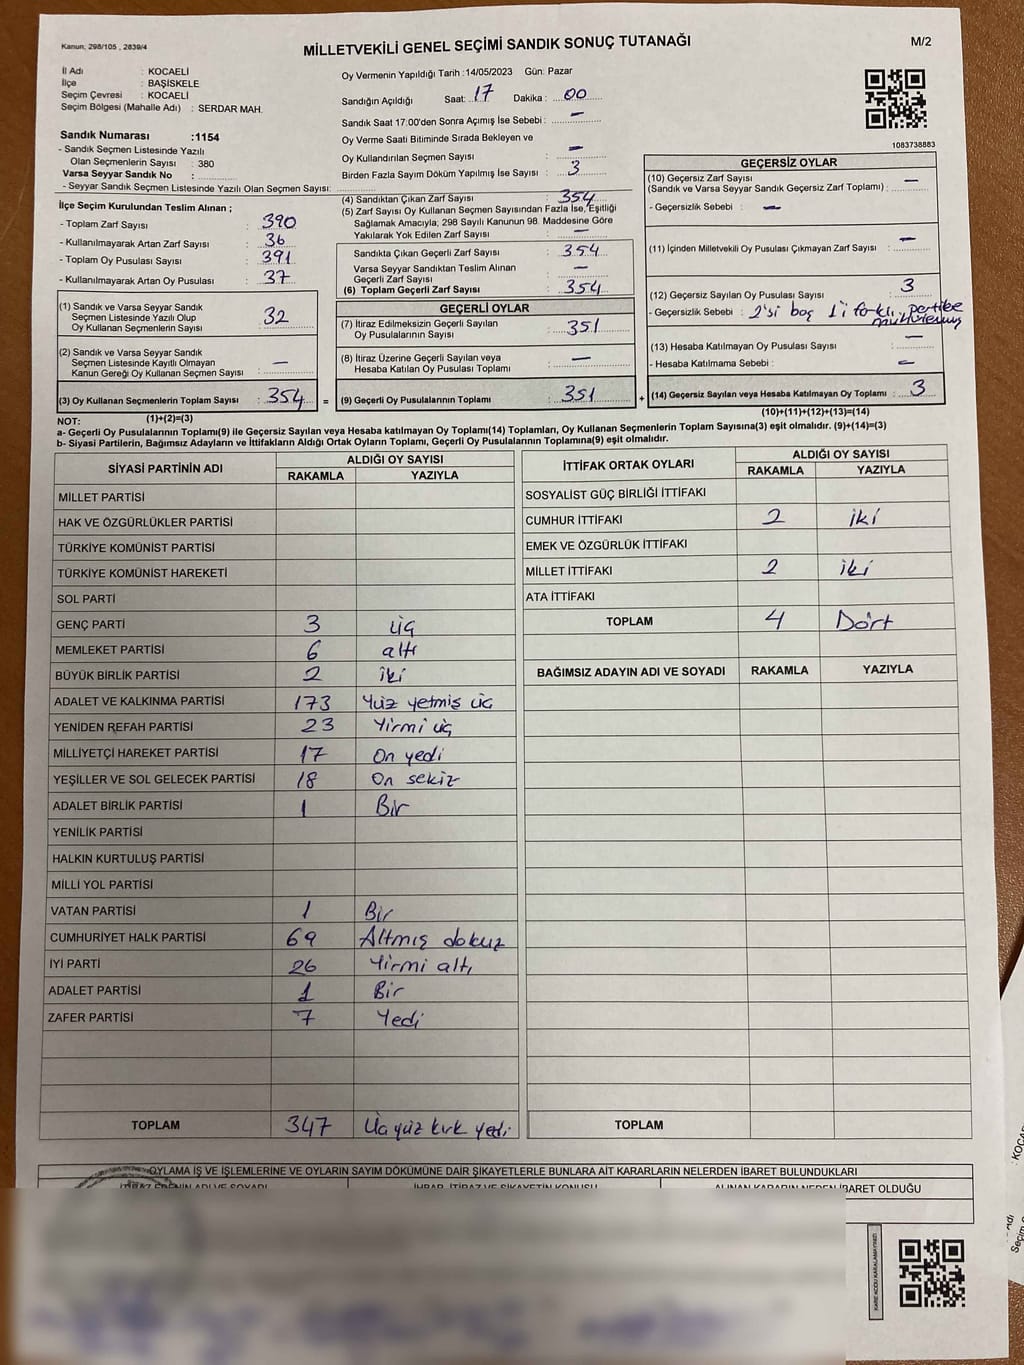 Kanun, 298/105 , 2839/4
MİLLETVEKİLİ GENEL SEÇİMİ SANDIK SONUÇ TUTANAĞI
M/2
İl Adı : KOCAELİ
İlçe : BAŞİSKELE
Seçim Çevresi : KOCAELİ
Seçim Bölgesi (Mahalle Adı) : SERDAR MAH.
Sandık Numarası :1154
- Sandık Seçmen Listesinde Yazılı
Olan Seçmenlerin Sayısı : 380
Varsa Seyyar Sandık No :
- Seyyar Sandık Seçmen Listesinde Yazılı Olan Seçmen Sayısı:
Oy Vermenin Yapıldığı Tarih :14/05/2023 Gün: Pazar
Sandığın Açıldığı Saat: 17 Dakika : 00
Sandık Saat 17:00'den Sonra Açımış İse Sebebi : —
Oy Verme Saati Bitiminde Sırada Bekleyen ve
Oy Kullandırılan Seçmen Sayısı : —
Birden Fazla Sayım Döküm Yapılmış İse Sayısı : 3
1083738883
İlçe Seçim Kurulundan Teslim Alınan ;
- Toplam Zarf Sayısı : 390
- Kullanılmayarak Artan Zarf Sayısı : 36
- Toplam Oy Pusulası Sayısı : 391
- Kullanılmayarak Artan Oy Pusulası : 37
(4) Sandıktan Çıkan Zarf Sayısı : 354
(5) Zarf Sayısı Oy Kullanan Seçmen Sayısından Fazla İse, Eşitliği
Sağlamak Amacıyla; 298 Sayılı Kanunun 98. Maddesine Göre
Yakılarak Yok Edilen Zarf Sayısı : —
Sandıkta Çıkan Geçerli Zarf Sayısı : 354
Varsa Seyyar Sandıktan Teslim Alınan
Geçerli Zarf Sayısı : —
(6) Toplam Geçerli Zarf Sayısı : 354
GEÇERSİZ OYLAR
(10) Geçersiz Zarf Sayısı
(Sandık ve Varsa Seyyar Sandık Geçersiz Zarf Toplamı) : —
- Geçersizlik Sebebi : —
(11) İçinden Milletvekili Oy Pusulası Çıkmayan Zarf Sayısı : —
(12) Geçersiz Sayılan Oy Pusulası Sayısı : 3
- Geçersizlik Sebebi : 2'si boş 1'i farklı partilee
(13) Hesaba Katılmayan Oy Pusulası Sayısı : —
- Hesaba Katılmama Sebebi : —
(14) Geçersiz Sayılan veya Hesaba Katılmayan Oy Toplamı : 3
(10)+(11)+(12)+(13)=(14)
(1) Sandık ve Varsa Seyyar Sandık
Seçmen Listesinde Yazılı Olup
Oy Kullanan Seçmenlerin Sayısı : 32
(2) Sandık ve Varsa Seyyar Sandık
Seçmen Listesinde Kayıtlı Olmayan
Kanun Gereği Oy Kullanan Seçmen Sayısı : —
(3) Oy Kullanan Seçmenlerin Toplam Sayısı : 354 =
(1)+(2)=(3)
GEÇERLİ OYLAR
(7) İtiraz Edilmeksizin Geçerli Sayılan
Oy Pusulalarının Sayısı : 351
(8) İtiraz Üzerine Geçerli Sayılan veya
Hesaba Katılan Oy Pusulası Toplamı : —
(9) Geçerli Oy Pusulalarının Toplamı : 351 +
NOT:
a- Geçerli Oy Pusulalarının Toplamı(9) ile Geçersiz Sayılan veya Hesaba katılmayan Oy Toplamı(14) Toplamları, Oy Kullanan Seçmenlerin Toplam Sayısına(3) eşit olmalıdır. (9)+(14)=(3)
b- Siyasi Partilerin, Bağımsız Adayların ve İttifakların Aldığı Ortak Oyların Toplamı, Geçerli Oy Pusulalarının Toplamına(9) eşit olmalıdır.
SİYASİ PARTİNİN ADI ALDIĞI OY SAYISI
RAKAMLA YAZIYLA
MİLLET PARTİSİ
HAK VE ÖZGÜRLÜKLER PARTİSİ
TÜRKİYE KOMÜNİST PARTİSİ
TÜRKİYE KOMÜNİST HAREKETİ
SOL PARTİ
GENÇ PARTİ 3 üç
MEMLEKET PARTİSİ 6 altı
BÜYÜK BİRLİK PARTİSİ 2 iki
ADALET VE KALKINMA PARTİSİ 173 Yüz yetmiş üç
YENİDEN REFAH PARTİSİ 23 Yirmi üç
MİLLİYETÇİ HAREKET PARTİSİ 17 On yedi
YEŞİLLER VE SOL GELECEK PARTİSİ 18 On sekiz
ADALET BİRLİK PARTİSİ 1 Bir
YENİLİK PARTİSİ
HALKIN KURTULUŞ PARTİSİ
MİLLİ YOL PARTİSİ
VATAN PARTİSİ 1 Bir
CUMHURİYET HALK PARTİSİ 69 Altmış dokuz
İYİ PARTİ 26 Yirmi altı
ADALET PARTİSİ 1 Bir
ZAFER PARTİSİ 7 Yedi
TOPLAM 347 Üçyüz kırk yedi
İTTİFAK ORTAK OYLARI ALDIĞI OY SAYISI
RAKAMLA YAZIYLA
SOSYALİST GÜÇ BİRLİĞİ İTTİFAKI
CUMHUR İTTİFAKI 2 iki
EMEK VE ÖZGÜRLÜK İTTİFAKI
MİLLET İTTİFAKI 2 iki
ATA İTTİFAKI
TOPLAM 4 Dört
BAĞIMSIZ ADAYIN ADI VE SOYADI RAKAMLA YAZIYLA
TOPLAM
OYLAMA İŞ VE İŞLEMLERİNE VE OYLARIN SAYIM DÖKÜMÜNE DAİR ŞİKAYETLERLE BUNLARA AİT KARARLARIN NELERDEN İBARET BULUNDUKLARI
İTİRAZ EDENİN ADI VE SOYADI İHBAR, İTİRAZ VE ŞİKAYETİN KONUSU ALINAN KARARIN NEDEN İBARET OLDUĞU
KARE KODU KARALAMAYINIZ!